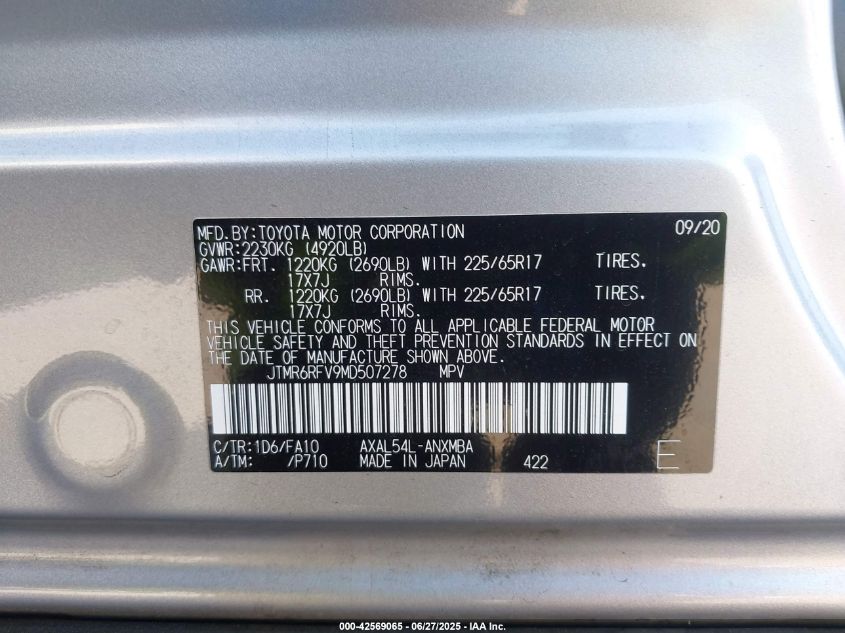 MFD.BY:TOYOTA MOTOR CORPORATION 09/20
GVWR:2230KG (4920LB)
GAWR:FRT. 1220KG (2690LB) WITH 225/65R17 TIRES.
17X7J RIMS.
RR. 1220KG (2690LB) WITH 225/65R17 TIRES.
17X7J RIMS.
THIS VEHICLE CONFORMS TO ALL APPLICABLE FEDERAL MOTOR
VEHICLE SAFETY AND THEFT PREVENTION STANDARDS IN EFFECT ON
THE DATE OF MANUFACTURE SHOWN ABOVE.
JTMR6RFV9MD507278 MPV
C/TR:1D6/FA10 AXAL54L-ANXMBA
A/TM: /P710 MADE IN JAPAN 422 E
000-42569065 - 06/27/2025 - IAA Inc.